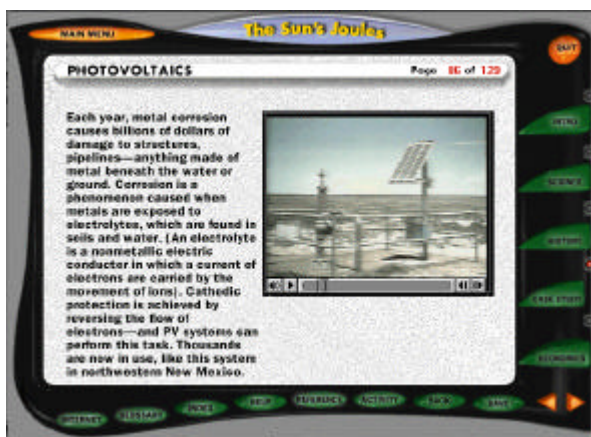 MAIN MENU
The Sun's Joules
QUIT
PHOTOVOLTAICS
Page 86 of 129
Each year, metal corrosion
causes billions of dollars of
damage to structures,
pipelines—anything made of
metal beneath the water or
ground. Corrosion is a
phenomenon caused when
metals are exposed to
electrolytes, which are found in
soils and water. (An electrolyte
is a nonmetallic electric
conductor in which a current of
electrons are carried by the
movement of ions). Cathodic
protection is achieved by
reversing the flow of
electrons—and PV systems can
perform this task. Thousands
are now in use, like this system
in northwestern New Mexico.
INTRO
SCIENCE
HISTORY
CASE STUDY
ECONOMICS
INTERNET
GLOSSARY
INDEX
HELP
REFERENCE
ACTIVITY
BACK
SAVE